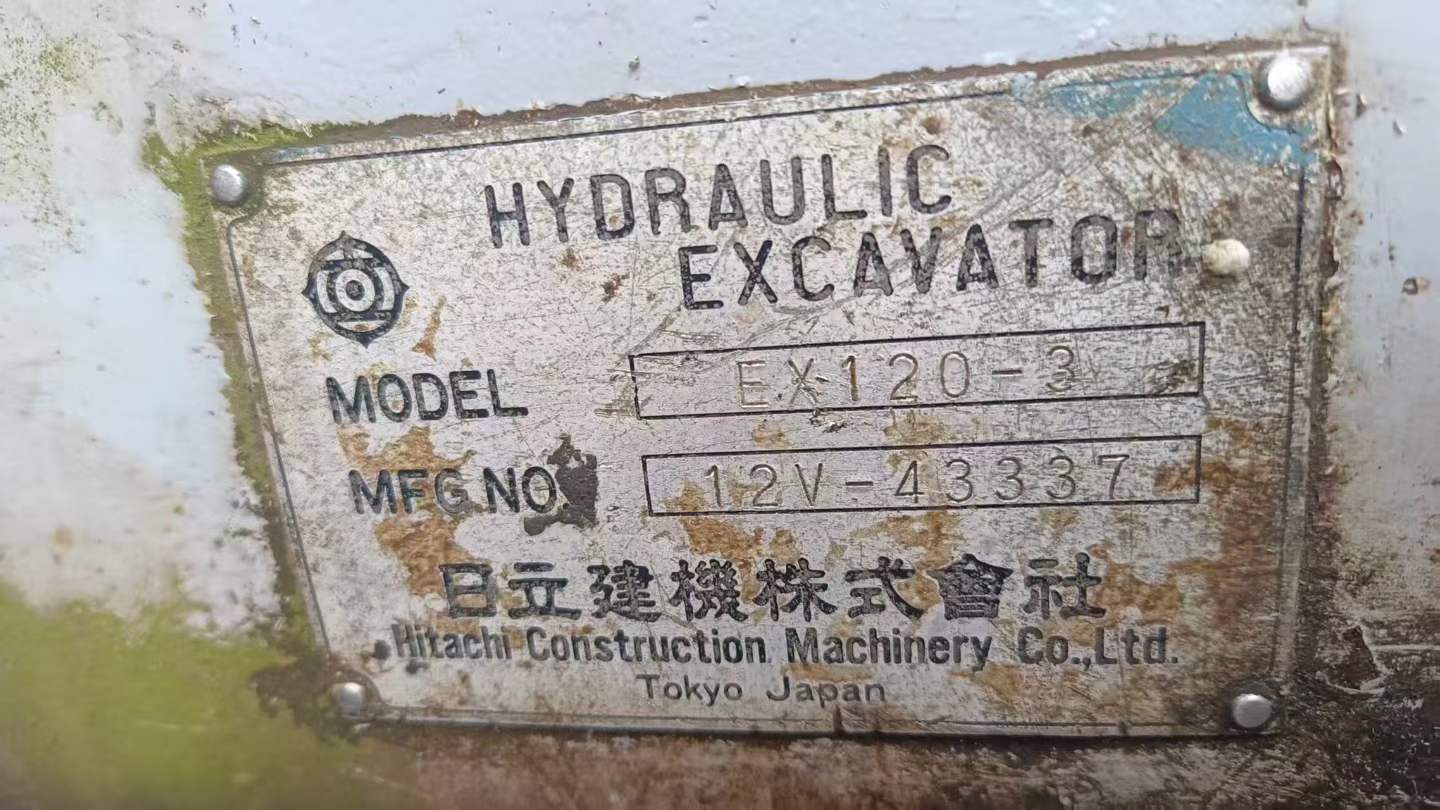 HYDRAULIC
EXCAVATOR
MODEL EX120-3
MFG.NO. 12V-43337
日立建機株式會社
Hitachi Construction Machinery Co.,Ltd.
Tokyo Japan